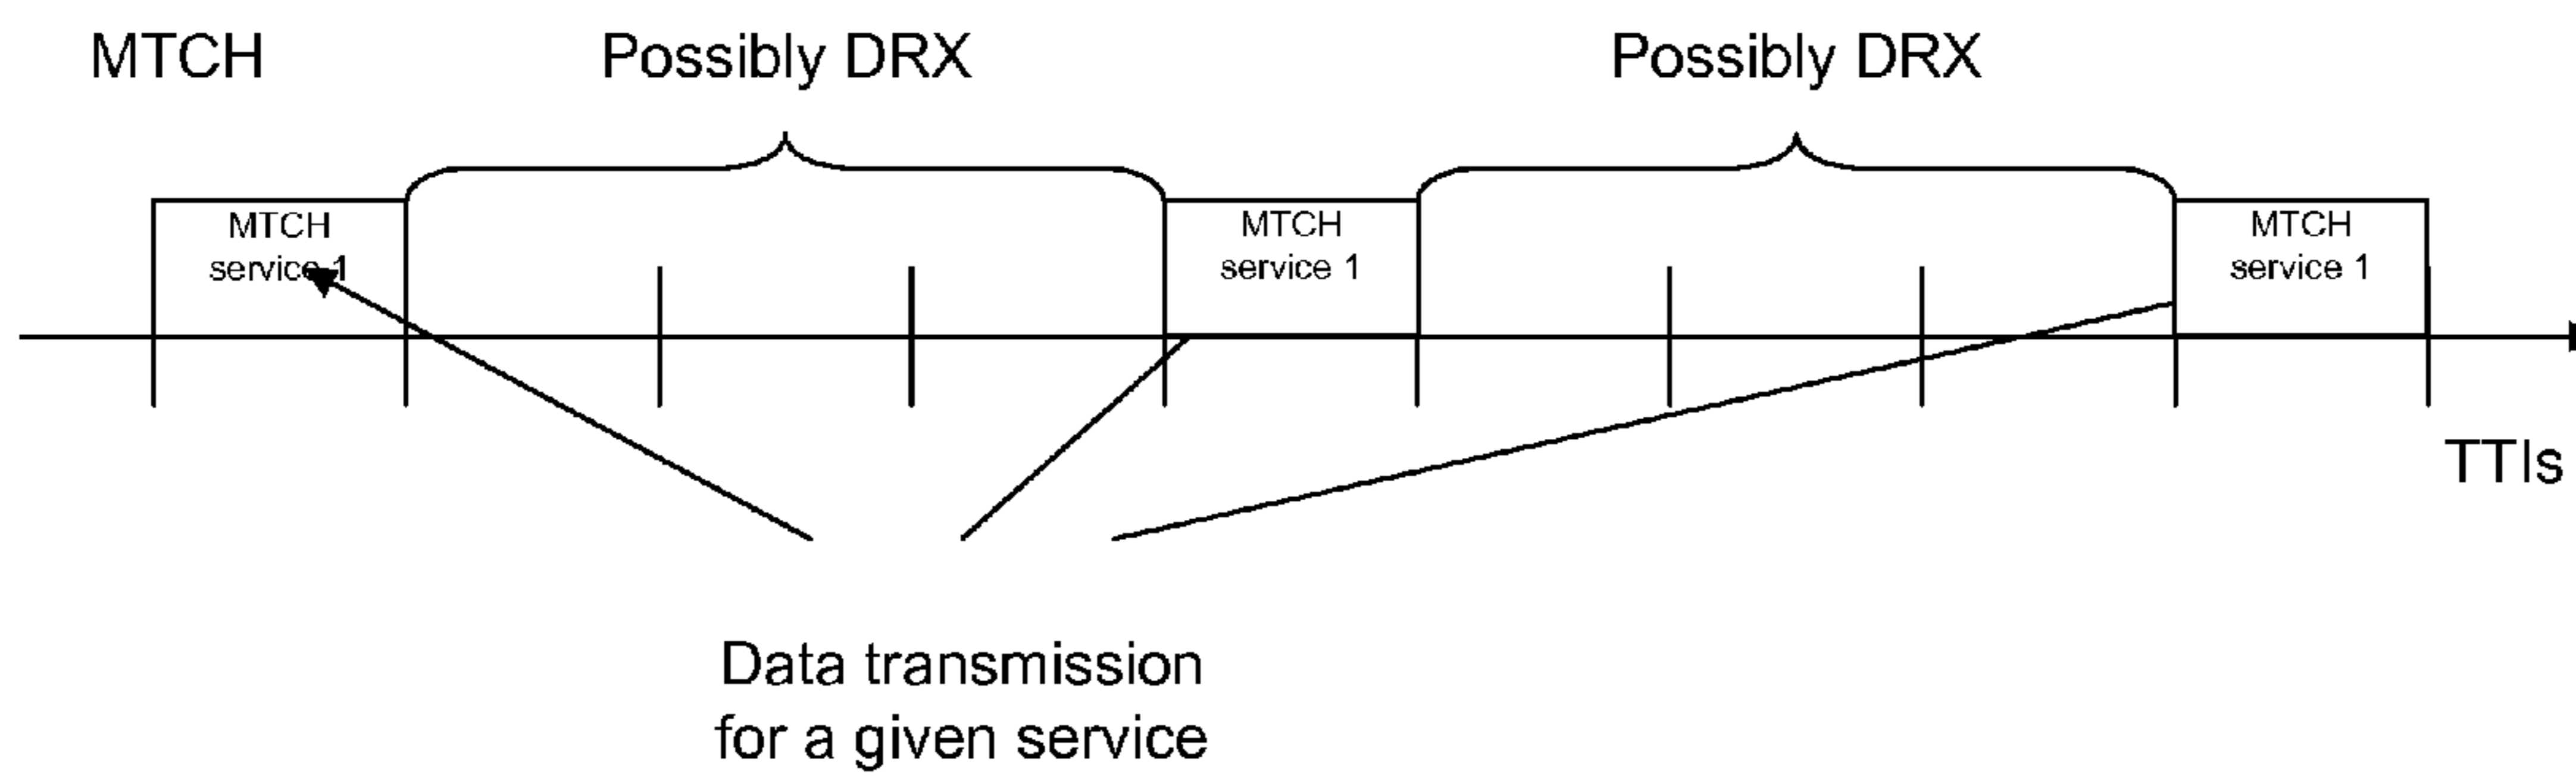 MTCH
Possibly DRX
Possibly DRX
MTCH
service 1
MTCH
service 1
MTCH
service 1
TTIs
Data transmission
for a given service